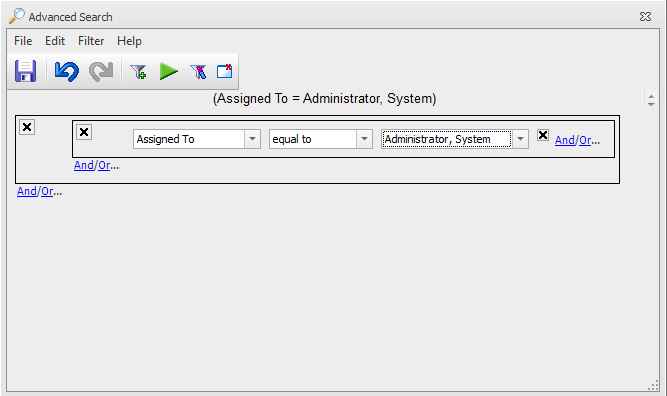 Advanced Search
File Edit Filter Help
(Assigned To = Administrator, System)
Assigned To equal to Administrator, System And/Or...
And/Or...
And/Or...